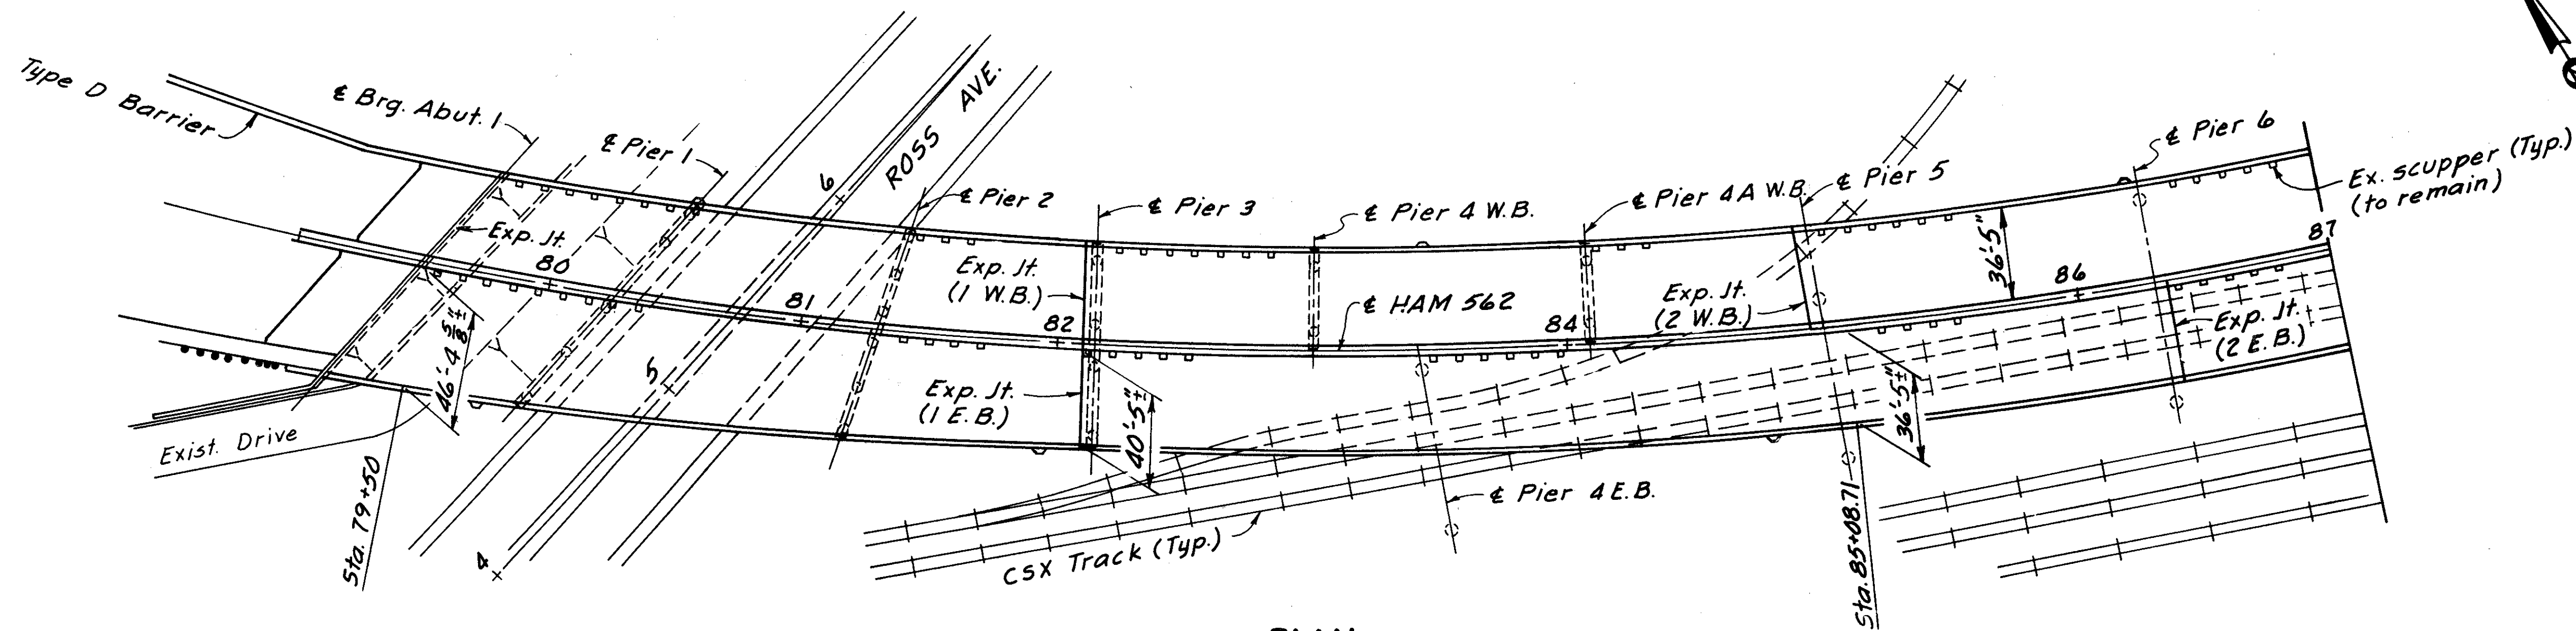 Type D Barrier
℄ Brg. Abut. 1
℄ Pier 1
6
ROSS AVE.
℄ Pier 2
℄ Pier 3
℄ Pier 4 W.B.
℄ Pier 4A W.B.
℄ Pier 5
℄ Pier 6
Ex. scupper (Typ.)
(to remain)
Exp. Jt.
80
81
Exp. Jt.
(1 W.B.)
82
℄ HAM 562
84
Exp. Jt.
(2 W.B.)
36'-5"
86
87
Exp. Jt.
(2 E.B.)
46'-4 5/8"±
5
Exp. Jt.
(1 E.B.)
40'-5"±
36'-5"±
Exist. Drive
Sta. 79+50
4
CSX Track (Typ.)
℄ Pier 4 E.B.
Sta. 85+08.71